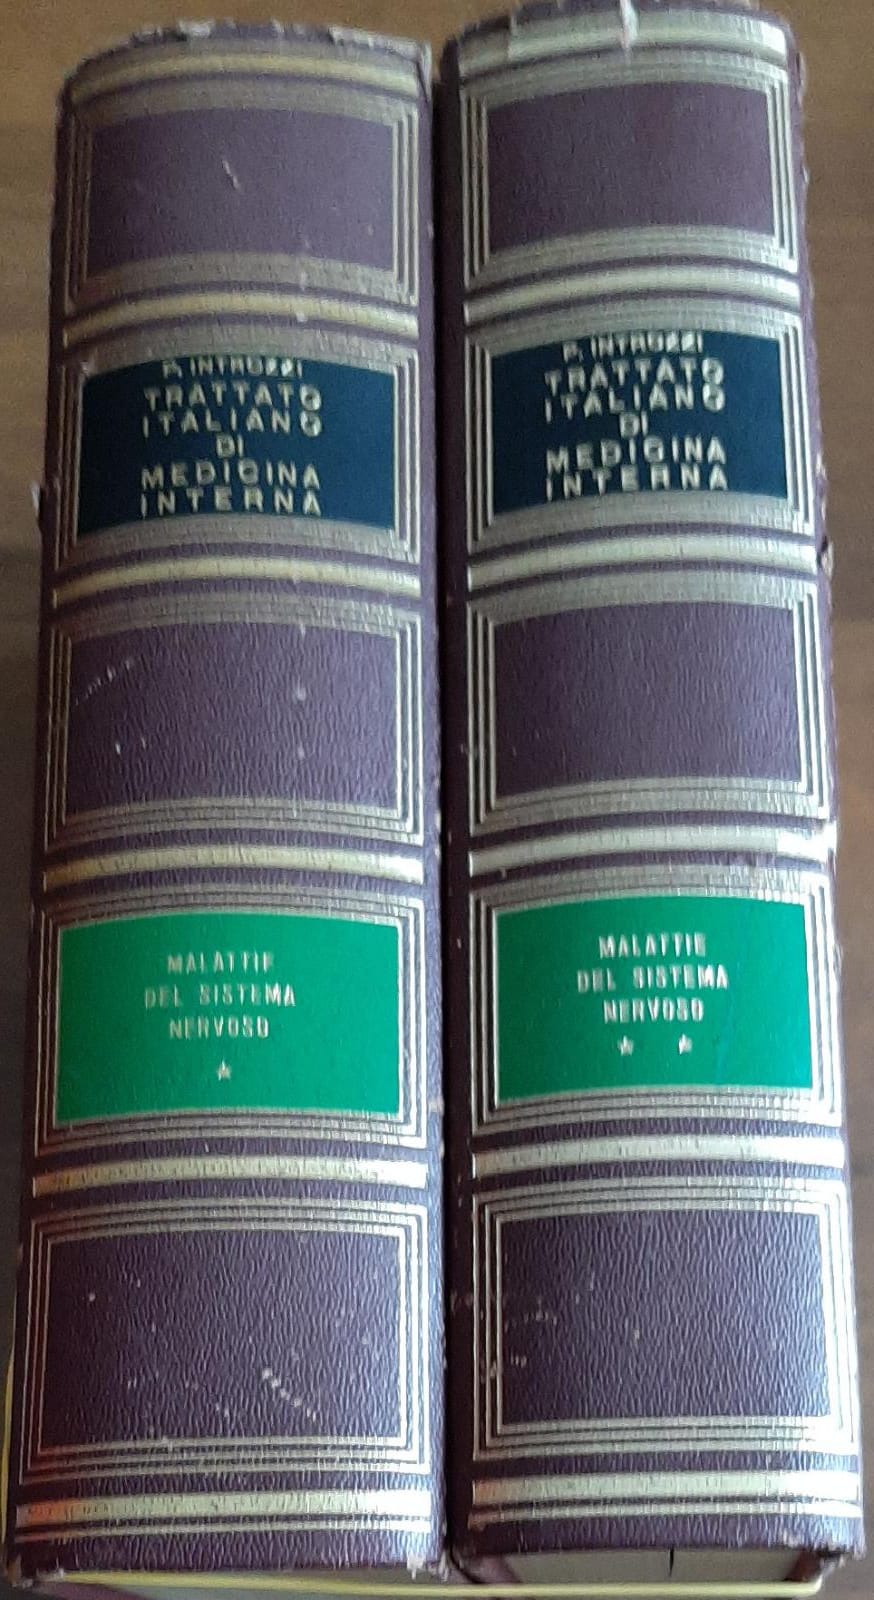 P. INTROZZI
TRATTATO
ITALIANO
DI
MEDICINA
INTERNA
MALATTIE
DEL SISTEMA
NERVOSO
★
P. INTROZZI
TRATTATO
ITALIANO
DI
MEDICINA
INTERNA
MALATTIE
DEL SISTEMA
NERVOSO
★ ★